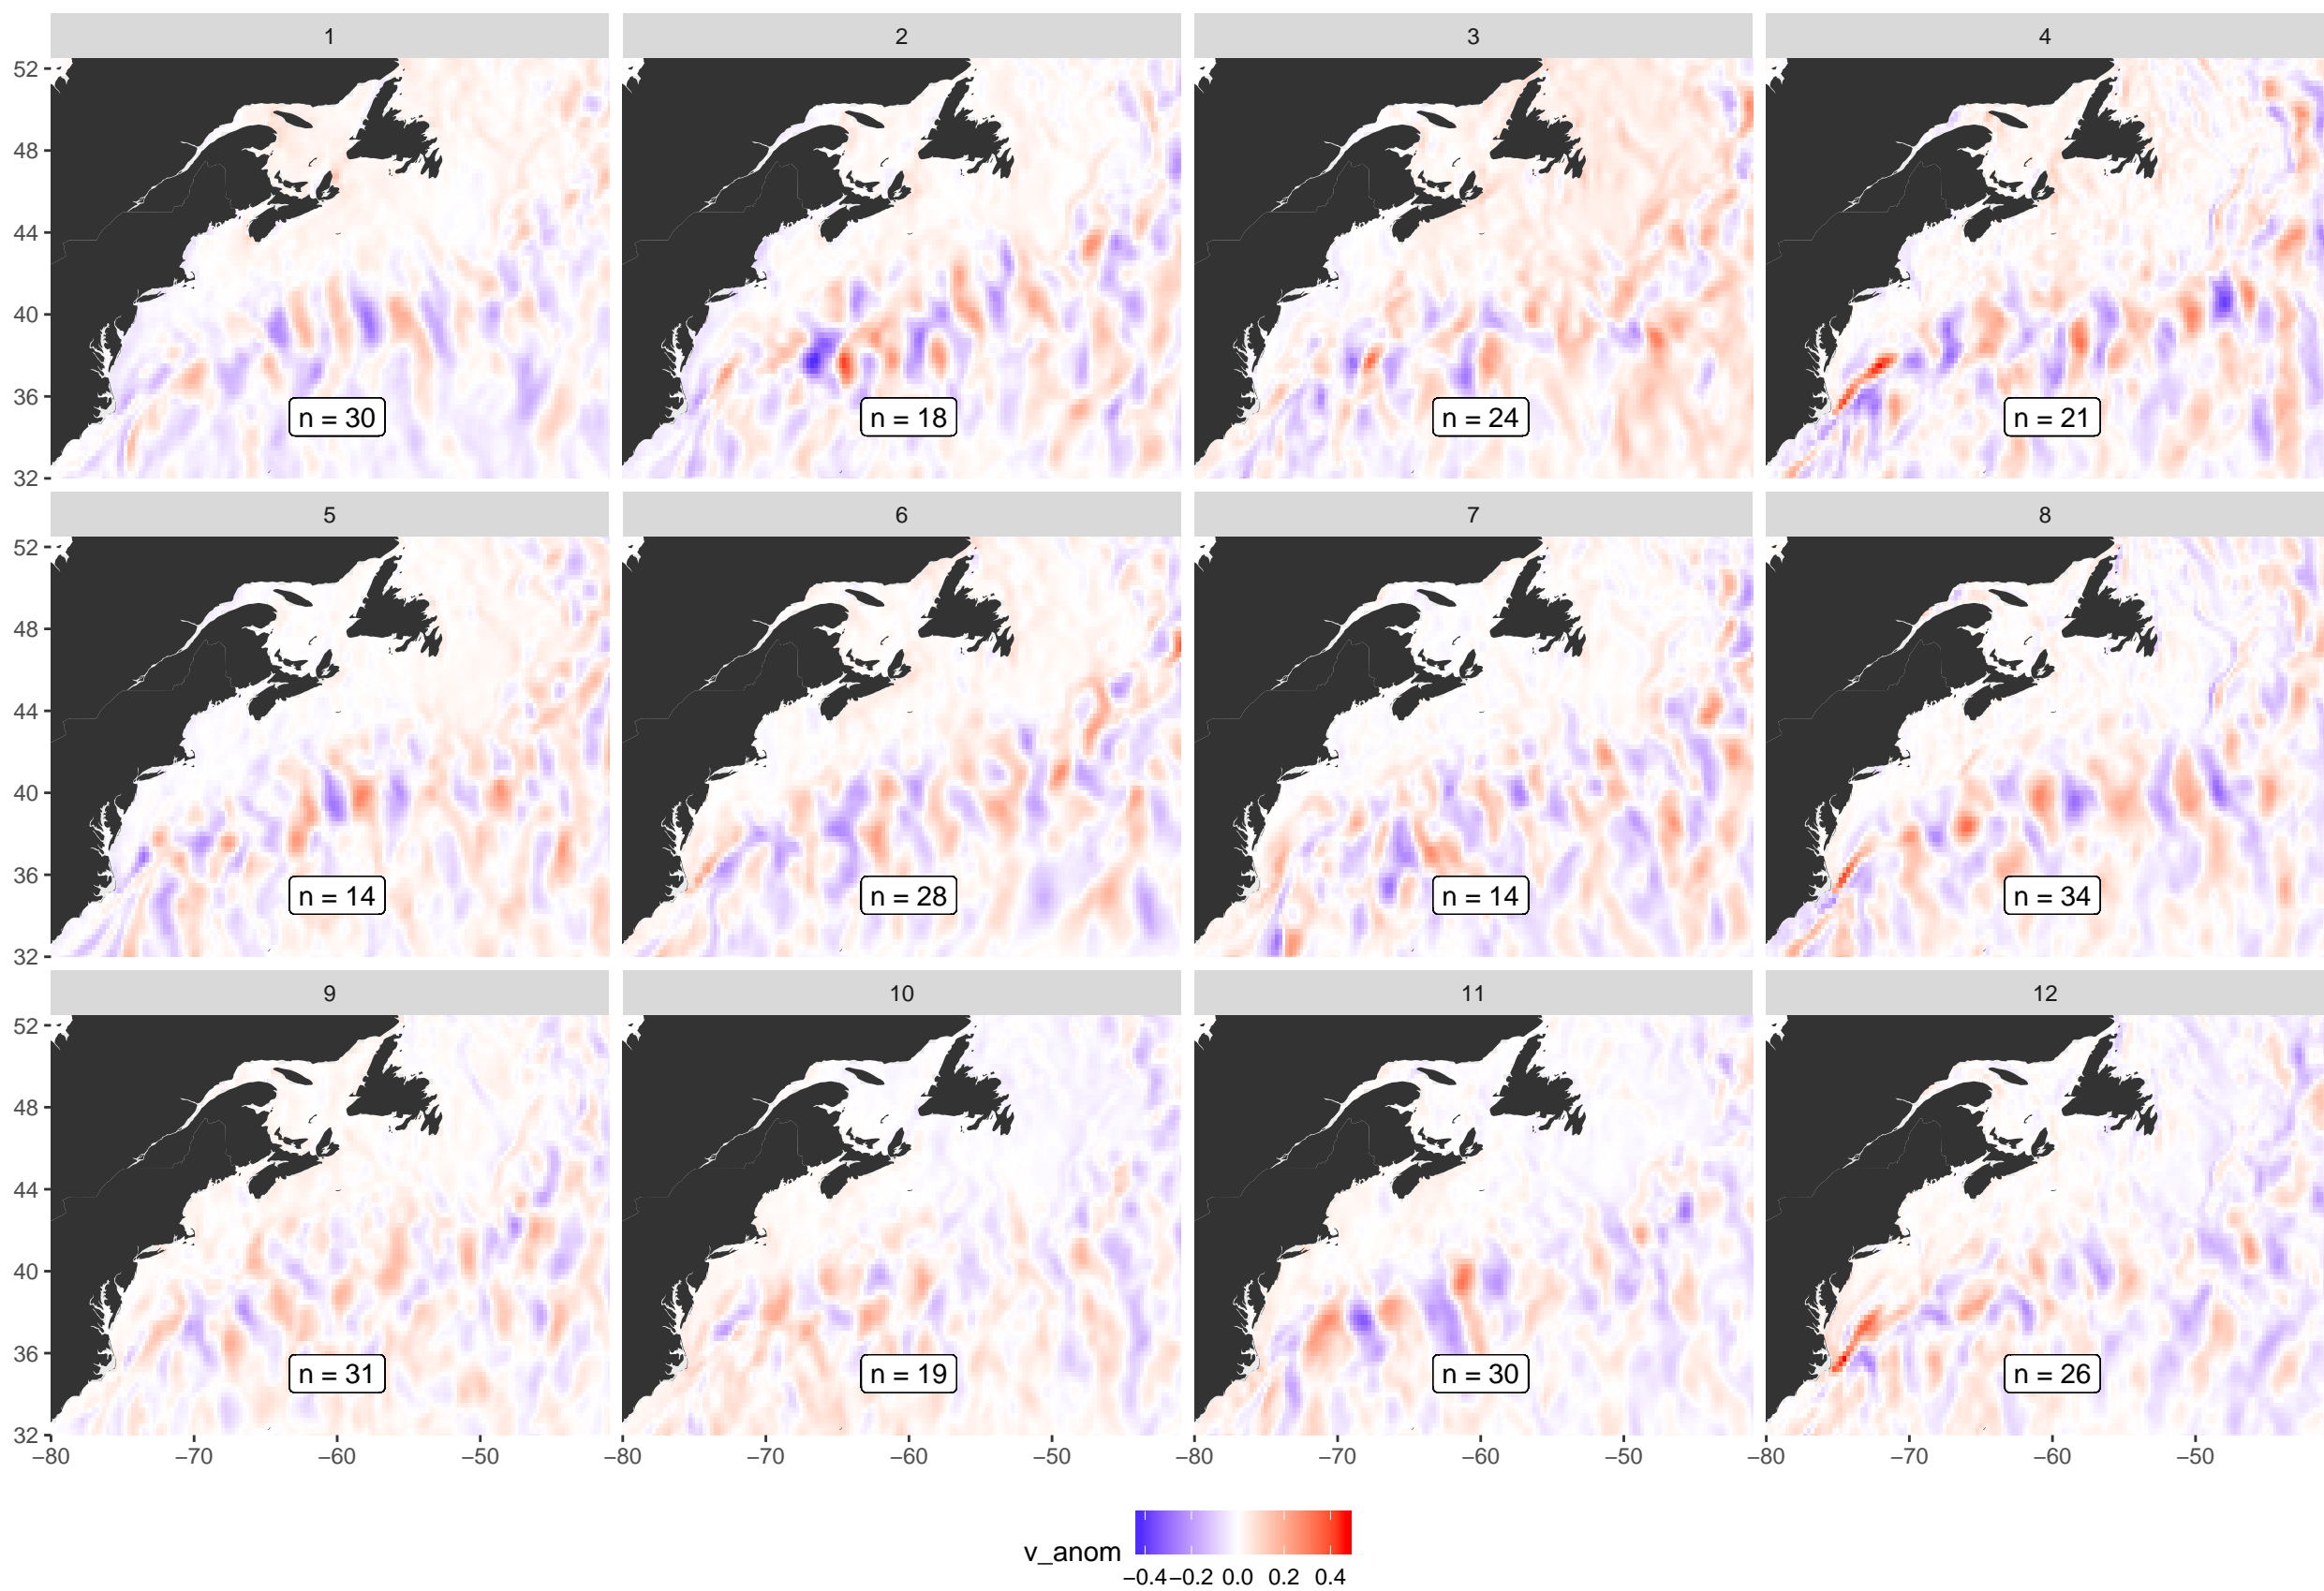 1 2 3 4
52
48
44
40
36
32
n = 30 n = 18 n = 24 n = 21
5 6 7 8
52
48
44
40
36
32
n = 14 n = 28 n = 14 n = 34
9 10 11 12
52
48
44
40
36
32
n = 31 n = 19 n = 30 n = 26
−80 −70 −60 −50 −80 −70 −60 −50 −80 −70 −60 −50 −80 −70 −60 −50
v_anom
−0.4 −0.2 0.0 0.2 0.4